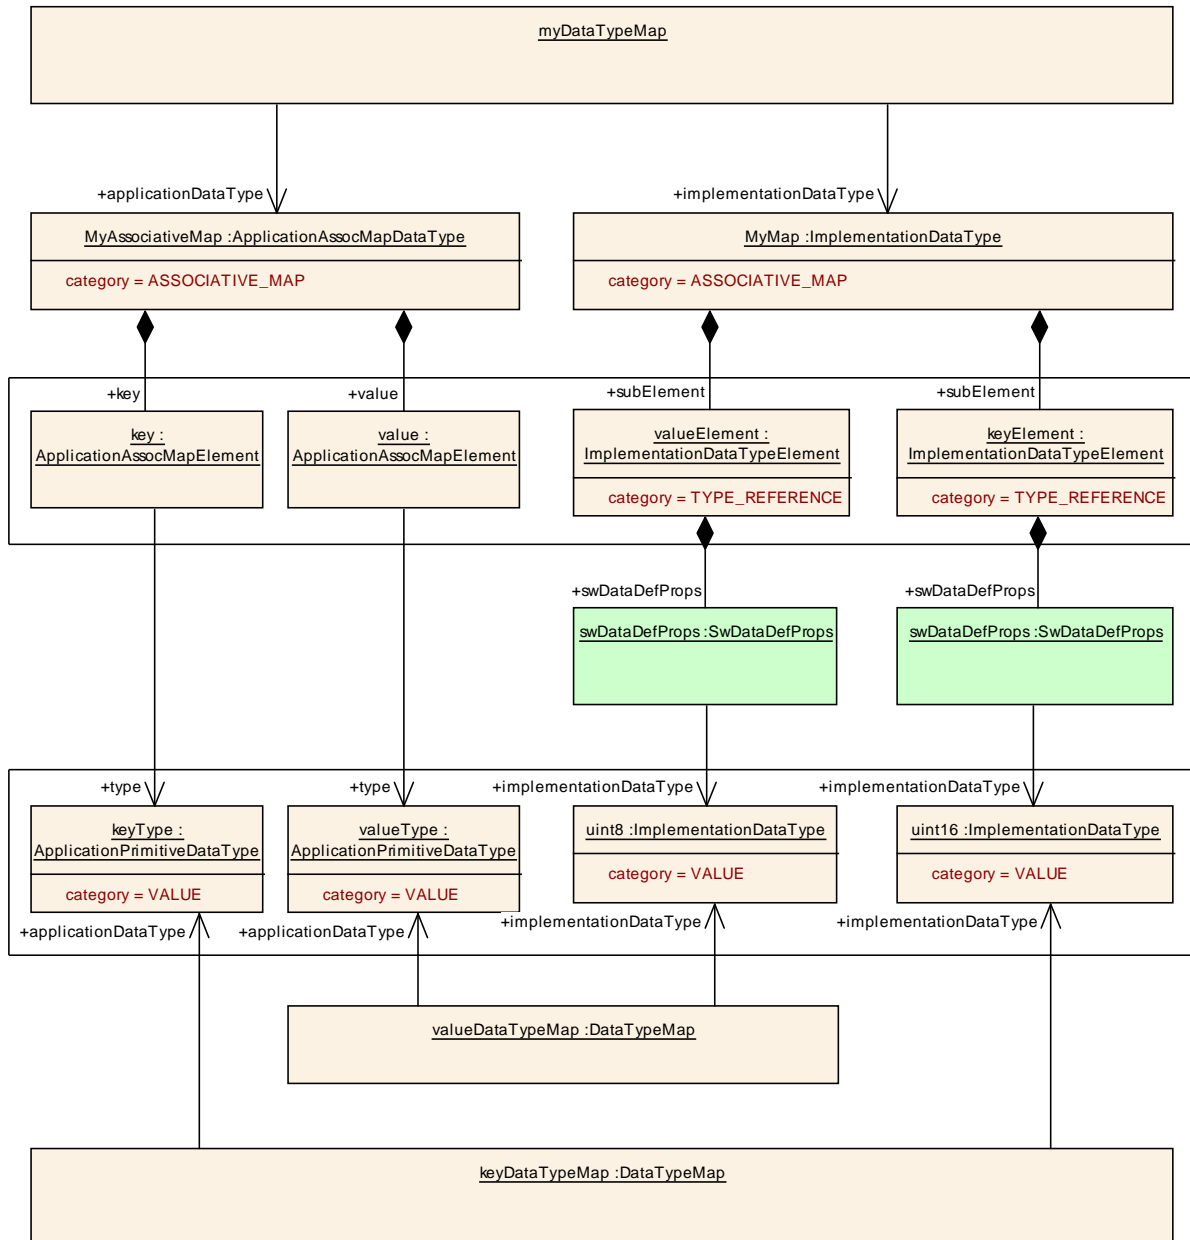 myDataTypeMap
+applicationDataType
+implementationDataType
MyAssociativeMap :ApplicationAssocMapDataType
MyMap :ImplementationDataType
category = ASSOCIATIVE_MAP
category = ASSOCIATIVE_MAP
+key
+value
+subElement
+subElement
key :
ApplicationAssocMapElement
value :
ApplicationAssocMapElement
valueElement :
ImplementationDataTypeElement
keyElement :
ImplementationDataTypeElement
category = TYPE_REFERENCE
category = TYPE_REFERENCE
+swDataDefProps
+swDataDefProps
swDataDefProps :SwDataDefProps
swDataDefProps :SwDataDefProps
+type
+type
+implementationDataType
+implementationDataType
keyType :
ApplicationPrimitiveDataType
valueType :
ApplicationPrimitiveDataType
uint8 :ImplementationDataType
uint16 :ImplementationDataType
category = VALUE
category = VALUE
category = VALUE
category = VALUE
+applicationDataType
+applicationDataType
+implementationDataType
+implementationDataType
valueDataTypeMap :DataTypeMap
keyDataTypeMap :DataTypeMap